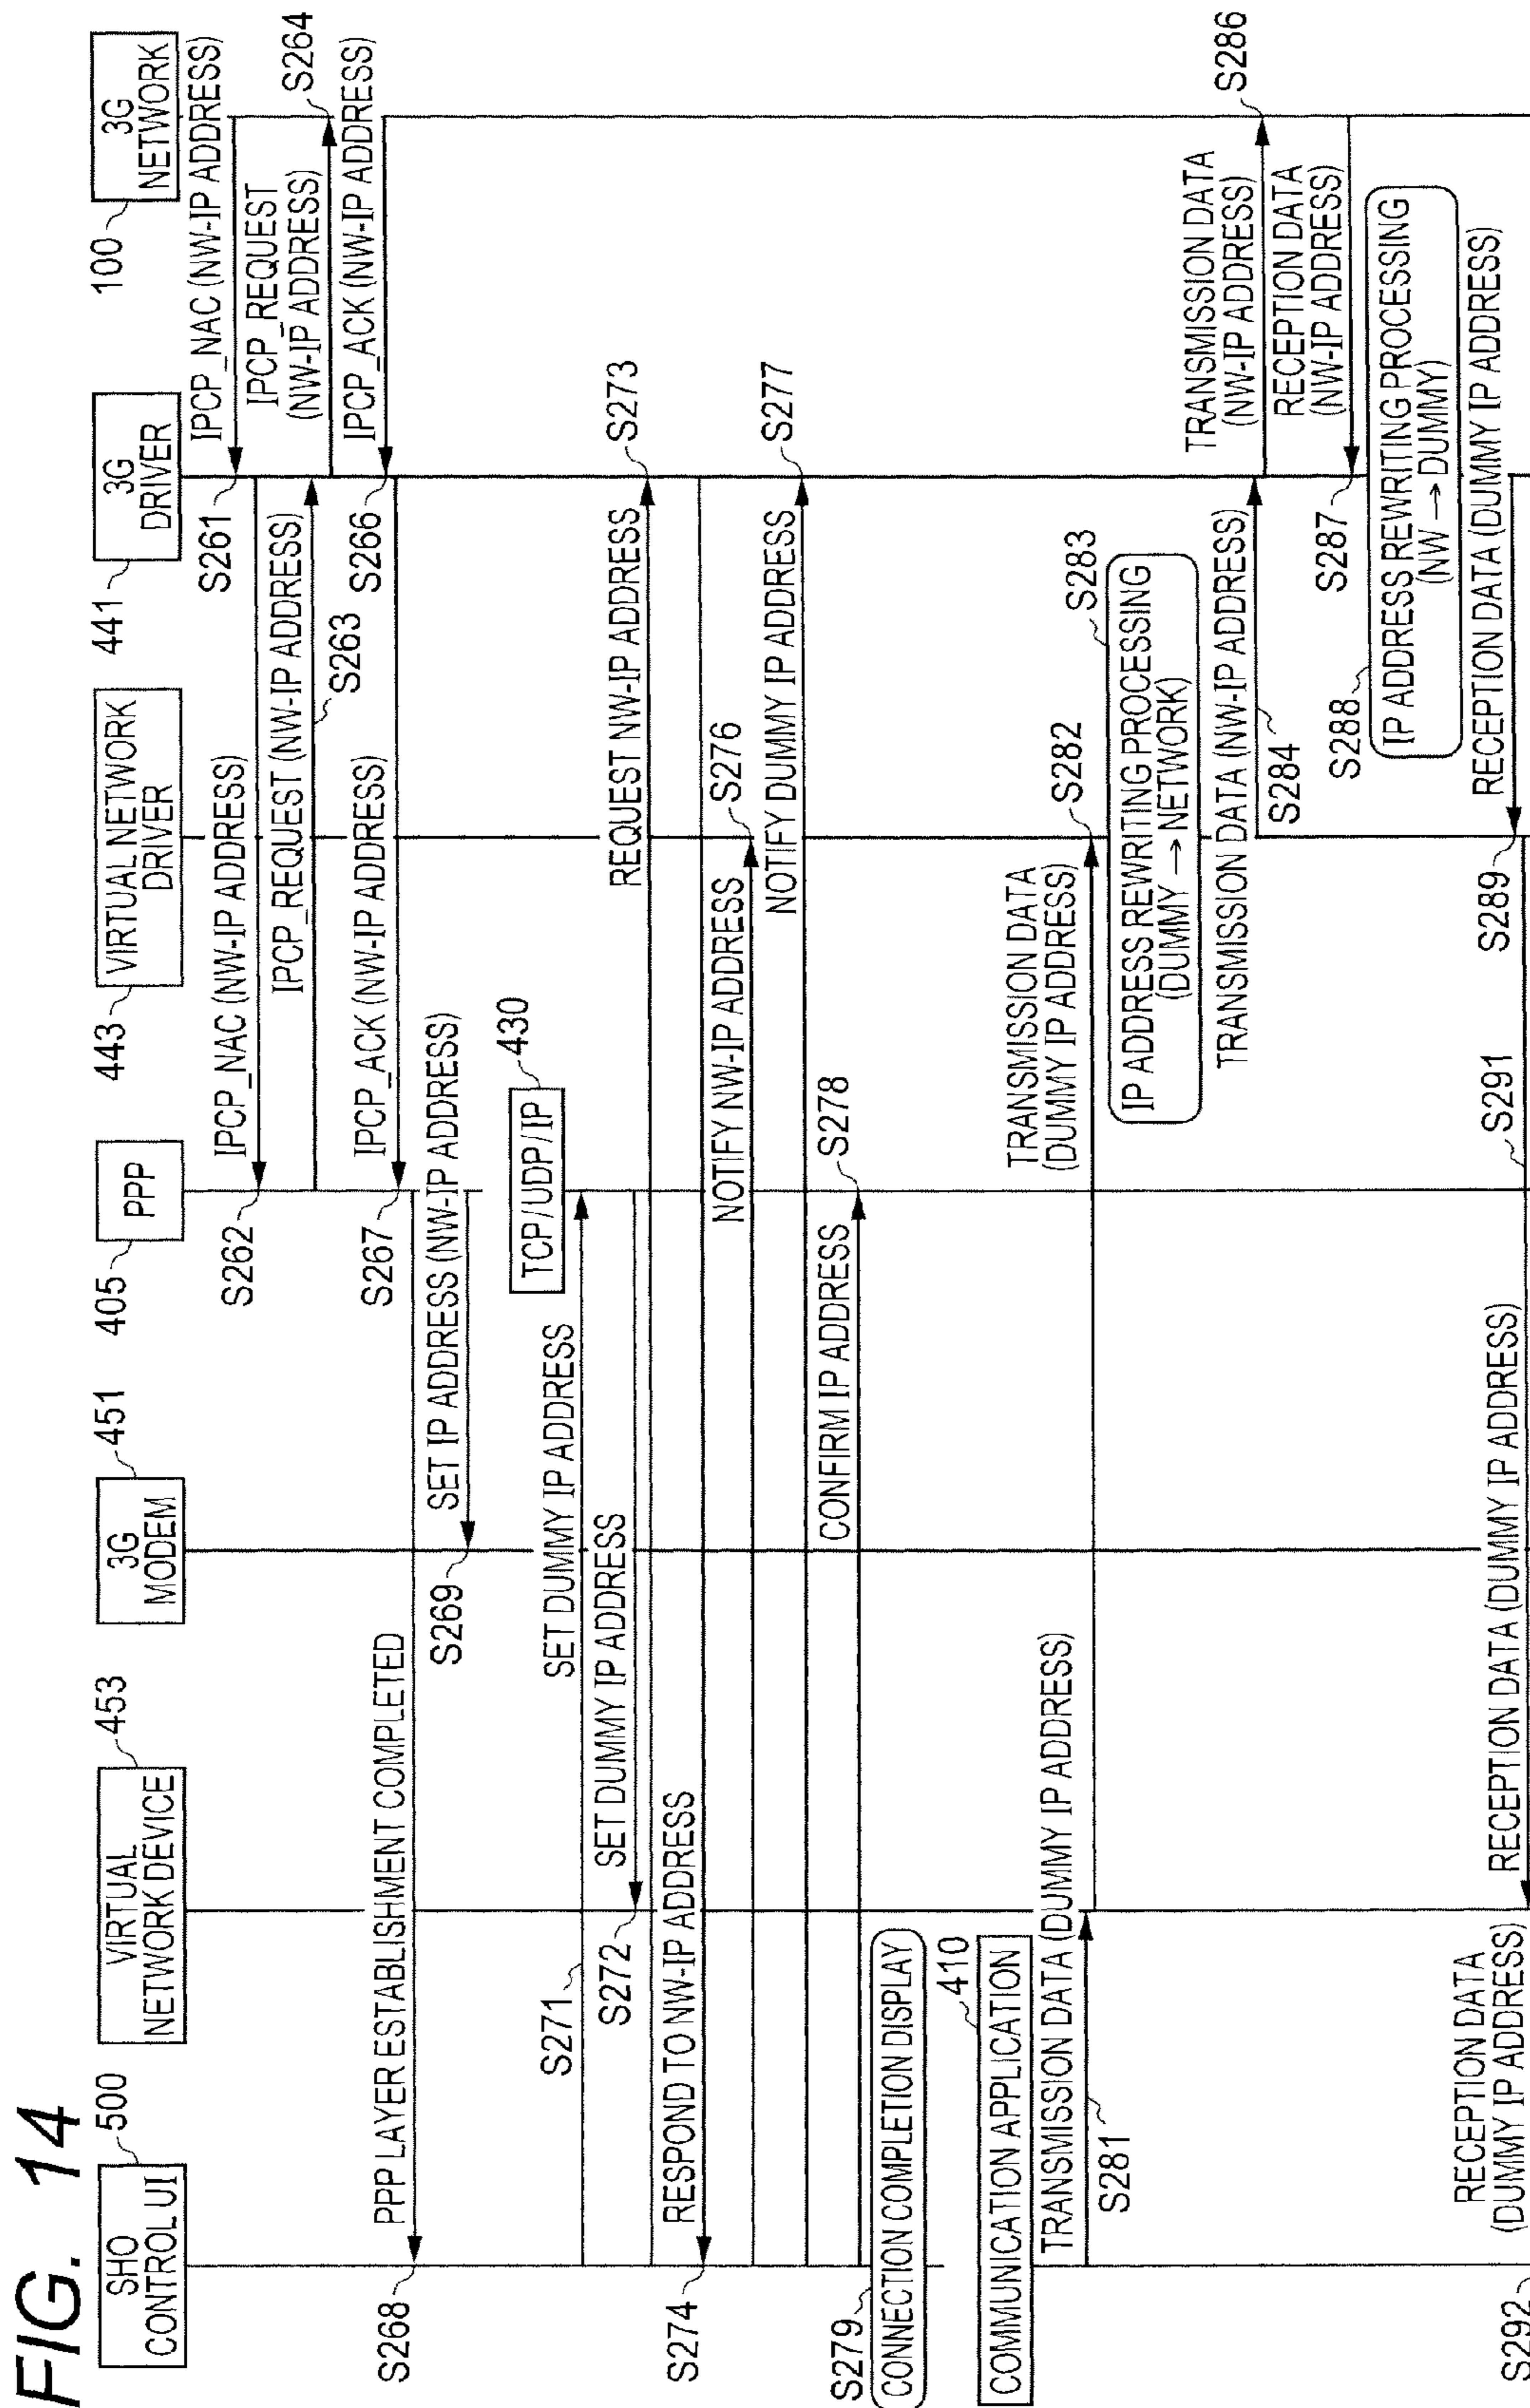 FIG. 14
SHO
CONTROL UI
500
VIRTUAL
NETWORK DEVICE
453
3G
MODEM
451
PPP
405
VIRTUAL NETWORK
DRIVER
443
3G
DRIVER
441
3G
NETWORK
100
IPCP_NAC (NW-IP ADDRESS)
S261
IPCP_NAC (NW-IP ADDRESS)
S262
IPCP_REQUEST (NW-IP ADDRESS)
S263
IPCP_REQUEST
(NW-IP ADDRESS)
S264
IPCP_ACK (NW-IP ADDRESS)
S266
IPCP_ACK (NW-IP ADDRESS)
S267
PPP LAYER ESTABLISHMENT COMPLETED
S268
SET IP ADDRESS (NW-IP ADDRESS)
S269
TCP/UDP/IP
430
SET DUMMY IP ADDRESS
S271
SET DUMMY IP ADDRESS
S272
REQUEST NW-IP ADDRESS
S273
RESPOND TO NW-IP ADDRESS
S274
NOTIFY NW-IP ADDRESS
S276
NOTIFY DUMMY IP ADDRESS
S277
CONFIRM IP ADDRESS
S278
S279
CONNECTION COMPLETION DISPLAY
410
COMMUNICATION APPLICATION
TRANSMISSION DATA (DUMMY IP ADDRESS)
S281
TRANSMISSION DATA
(DUMMY IP ADDRESS)
S282
S283
IP ADDRESS REWRITING PROCESSING
(DUMMY → NETWORK)
TRANSMISSION DATA (NW-IP ADDRESS)
S284
TRANSMISSION DATA
(NW-IP ADDRESS)
S286
RECEPTION DATA
(NW-IP ADDRESS)
S287
S288
IP ADDRESS REWRITING PROCESSING
(NW → DUMMY)
RECEPTION DATA (DUMMY IP ADDRESS)
S289
S291
RECEPTION DATA (DUMMY IP ADDRESS)
RECEPTION DATA
(DUMMY IP ADDRESS)
S292